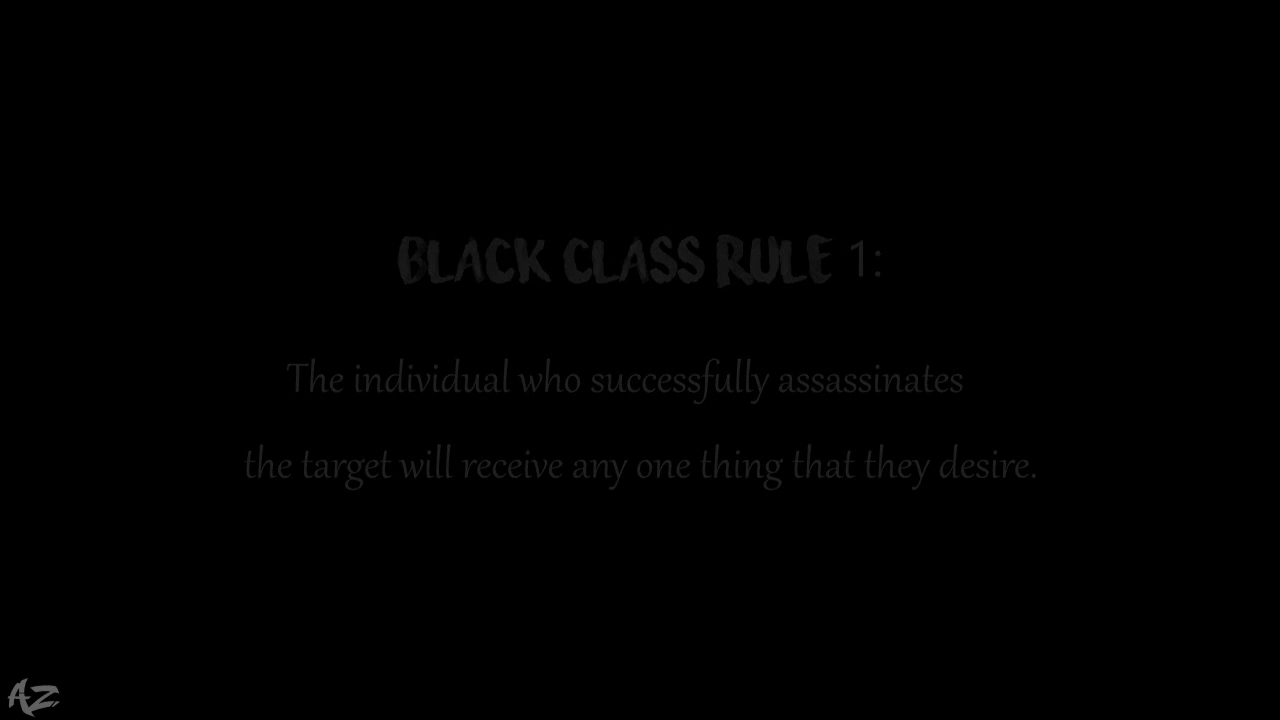 BLACK CLASS RULE 1:
The individual who successfully assassinates
the target will receive any one thing that they desire.
AZ